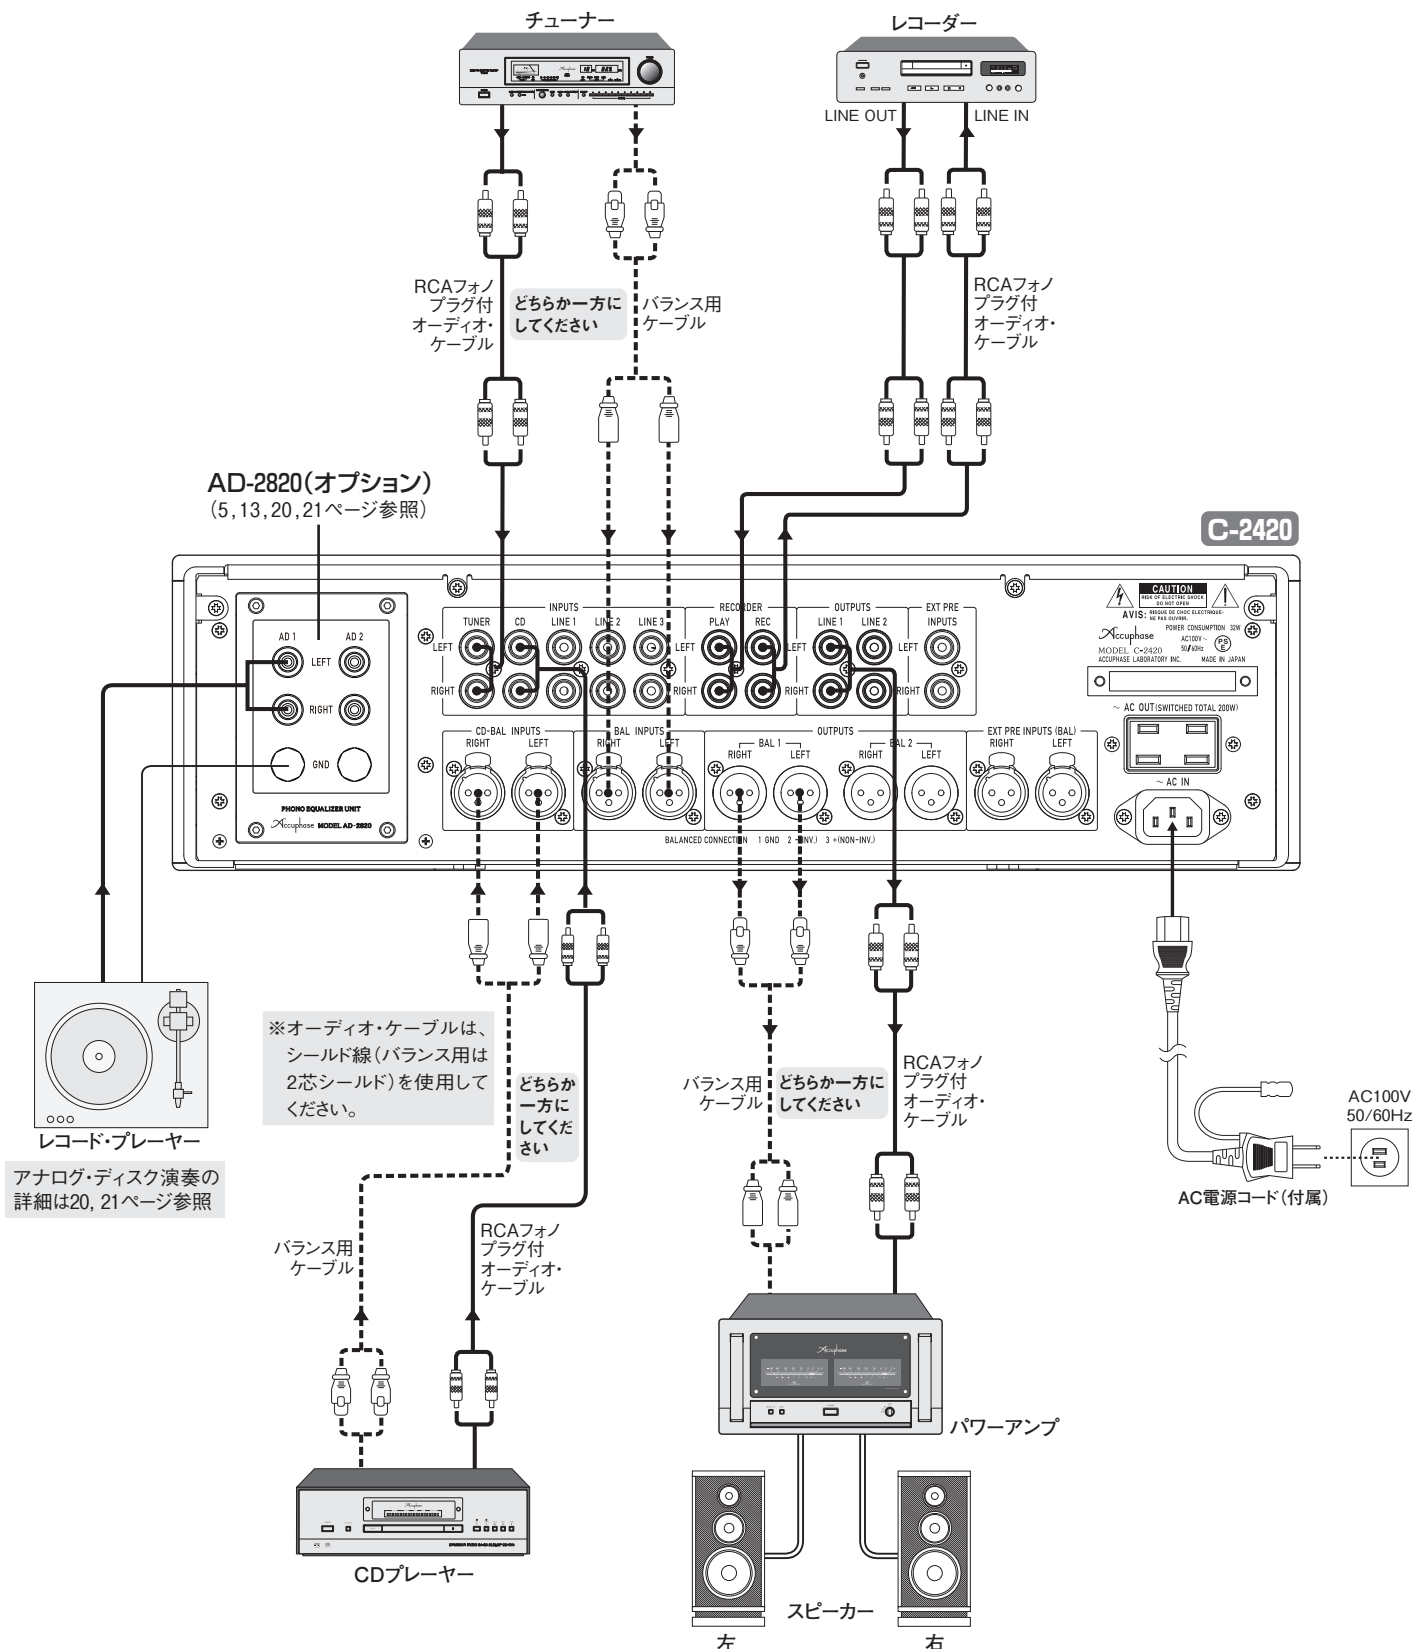 チューナー
レコーダー
LINE OUT
LINE IN
RCAフォノ
プラグ付
オーディオ・
ケーブル
どちらか一方に
してください
バランス用
ケーブル
RCAフォノ
プラグ付
オーディオ・
ケーブル
AD-2820(オプション)
(5,13,20,21ページ参照)
C-2420
AD 1
AD 2
LEFT
RIGHT
GND
PHONO EQUALIZER UNIT
Accuphase MODEL AD-2820
INPUTS
TUNER
CD
LINE 1
LINE 2
LINE 3
LEFT
RIGHT
RECORDER
PLAY
REC
LEFT
RIGHT
OUTPUTS
LINE 1
LINE 2
LEFT
RIGHT
EXT PRE
INPUTS
LEFT
RIGHT
CD-BAL INPUTS
RIGHT
LEFT
BAL INPUTS
RIGHT
LEFT
OUTPUTS
BAL 1
RIGHT
LEFT
BAL 2
RIGHT
LEFT
EXT PRE INPUTS (BAL)
RIGHT
LEFT
BALANCED CONNECTION 1 GND 2 -(INV.) 3 +(NON-INV.)
CAUTION
RISK OF ELECTRIC SHOCK
DO NOT OPEN
AVIS: RISQUE DE CHOC ELECTRIQUE-
NE PAS OUVRIR.
Accuphase
POWER CONSUMPTION 32W
AC100V~
50/60Hz
PS
E
MODEL C-2420
ACCUPHASE LABORATORY INC.
MADE IN JAPAN
~ AC OUT (SWITCHED TOTAL 200W)
~ AC IN
レコード・プレーヤー
アナログ・ディスク演奏の
詳細は20, 21ページ参照
※オーディオ・ケーブルは、
シールド線(バランス用は
2芯シールド)を使用して
ください。
どちらか
一方に
してくだ
さい
バランス用
ケーブル
RCAフォノ
プラグ付
オーディオ・
ケーブル
Accuphase
CDプレーヤー
バランス用
ケーブル
どちらか一方に
してください
RCAフォノ
プラグ付
オーディオ・
ケーブル
Accuphase
パワーアンプ
スピーカー
左
右
AC100V
50/60Hz
AC電源コード(付属)